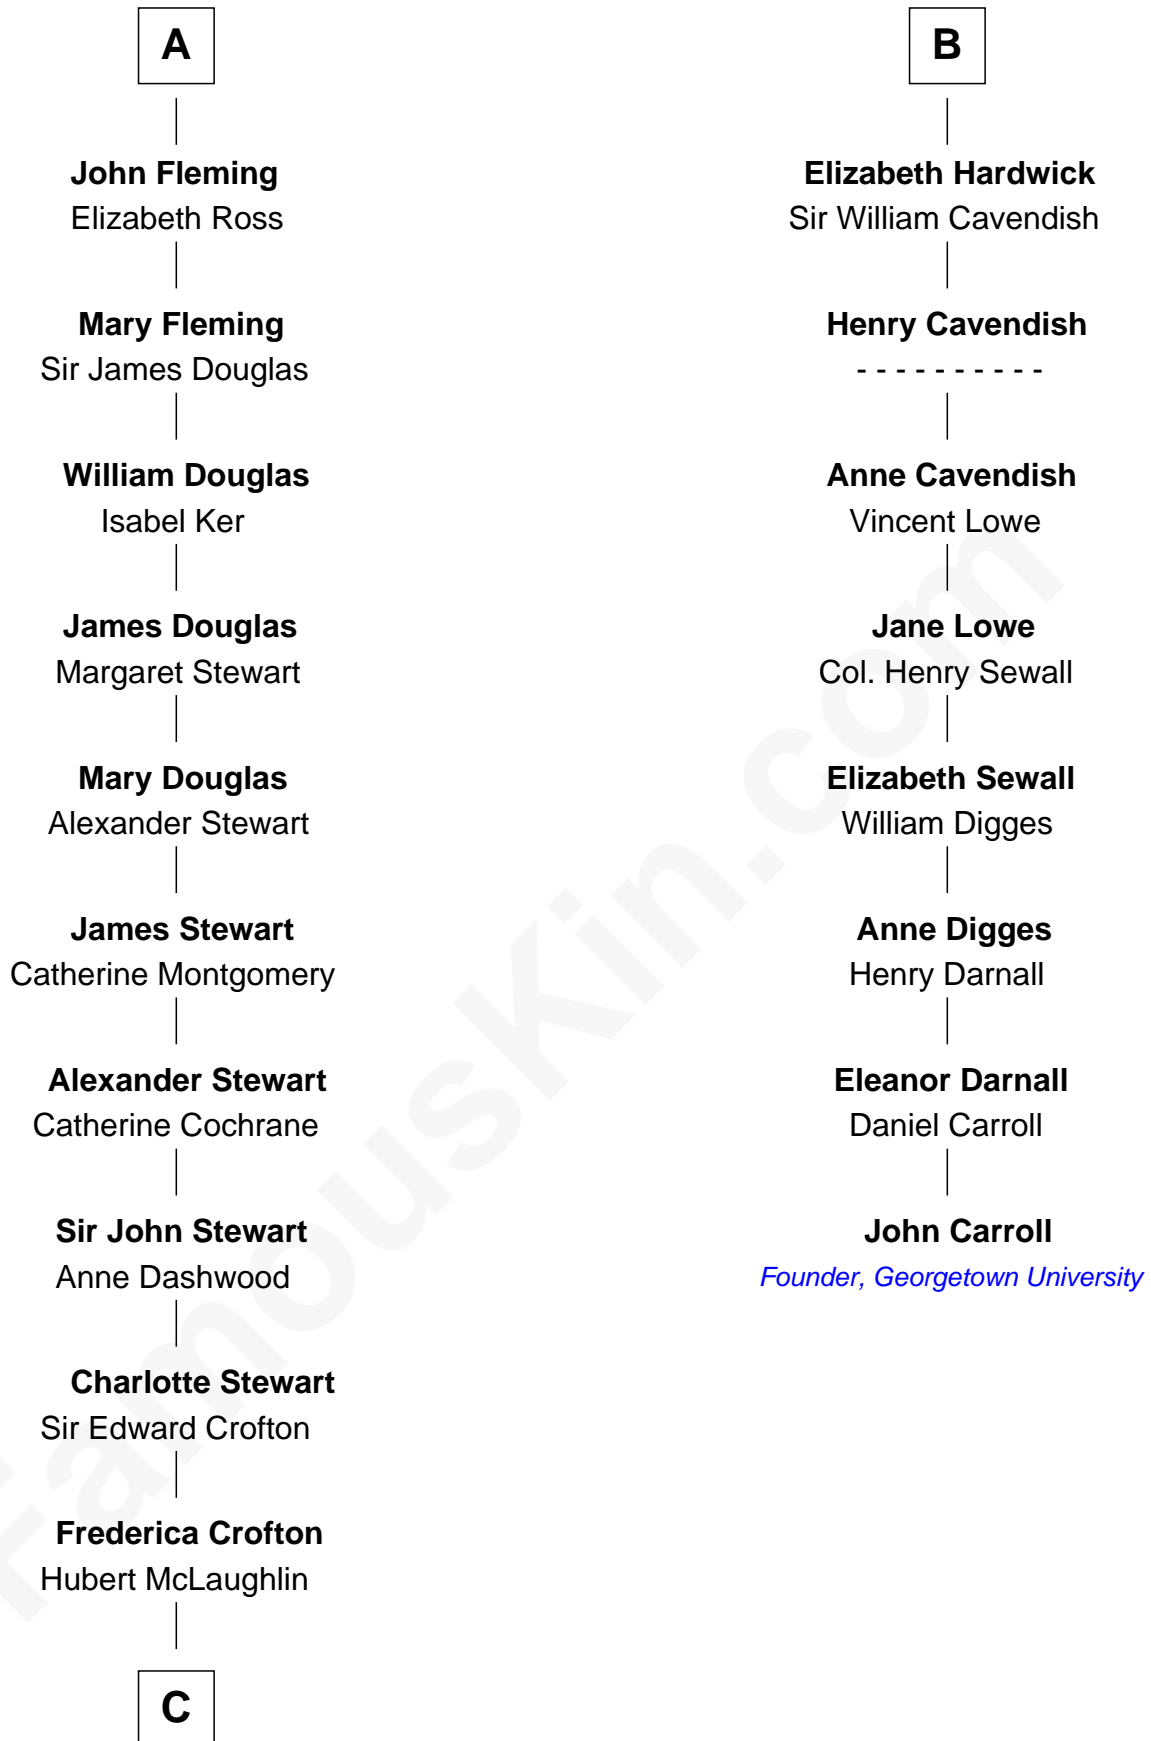 A
John Fleming
Elizabeth Ross
Mary Fleming
Sir James Douglas
William Douglas
Isabel Ker
James Douglas
Margaret Stewart
Mary Douglas
Alexander Stewart
James Stewart
Catherine Montgomery
Alexander Stewart
Catherine Cochrane
Sir John Stewart
Anne Dashwood
Charlotte Stewart
Sir Edward Crofton
Frederica Crofton
Hubert McLaughlin
C
B
Elizabeth Hardwick
Sir William Cavendish
Henry Cavendish
- - - - - - - - - -
Anne Cavendish
Vincent Lowe
Jane Lowe
Col. Henry Sewall
Elizabeth Sewall
William Digges
Anne Digges
Henry Darnall
Eleanor Darnall
Daniel Carroll
John Carroll
Founder, Georgetown University
FamousKin.com